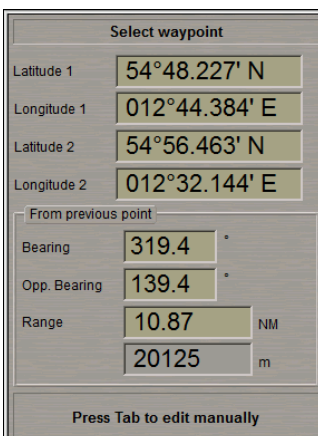 Select waypoint
Latitude 1 54°48.227' N
Longitude 1 012°44.384' E
Latitude 2 54°56.463' N
Longitude 2 012°32.144' E
From previous point
Bearing 319.4 °
Opp. Bearing 139.4 °
Range 10.87 NM
20125 m
Press Tab to edit manually